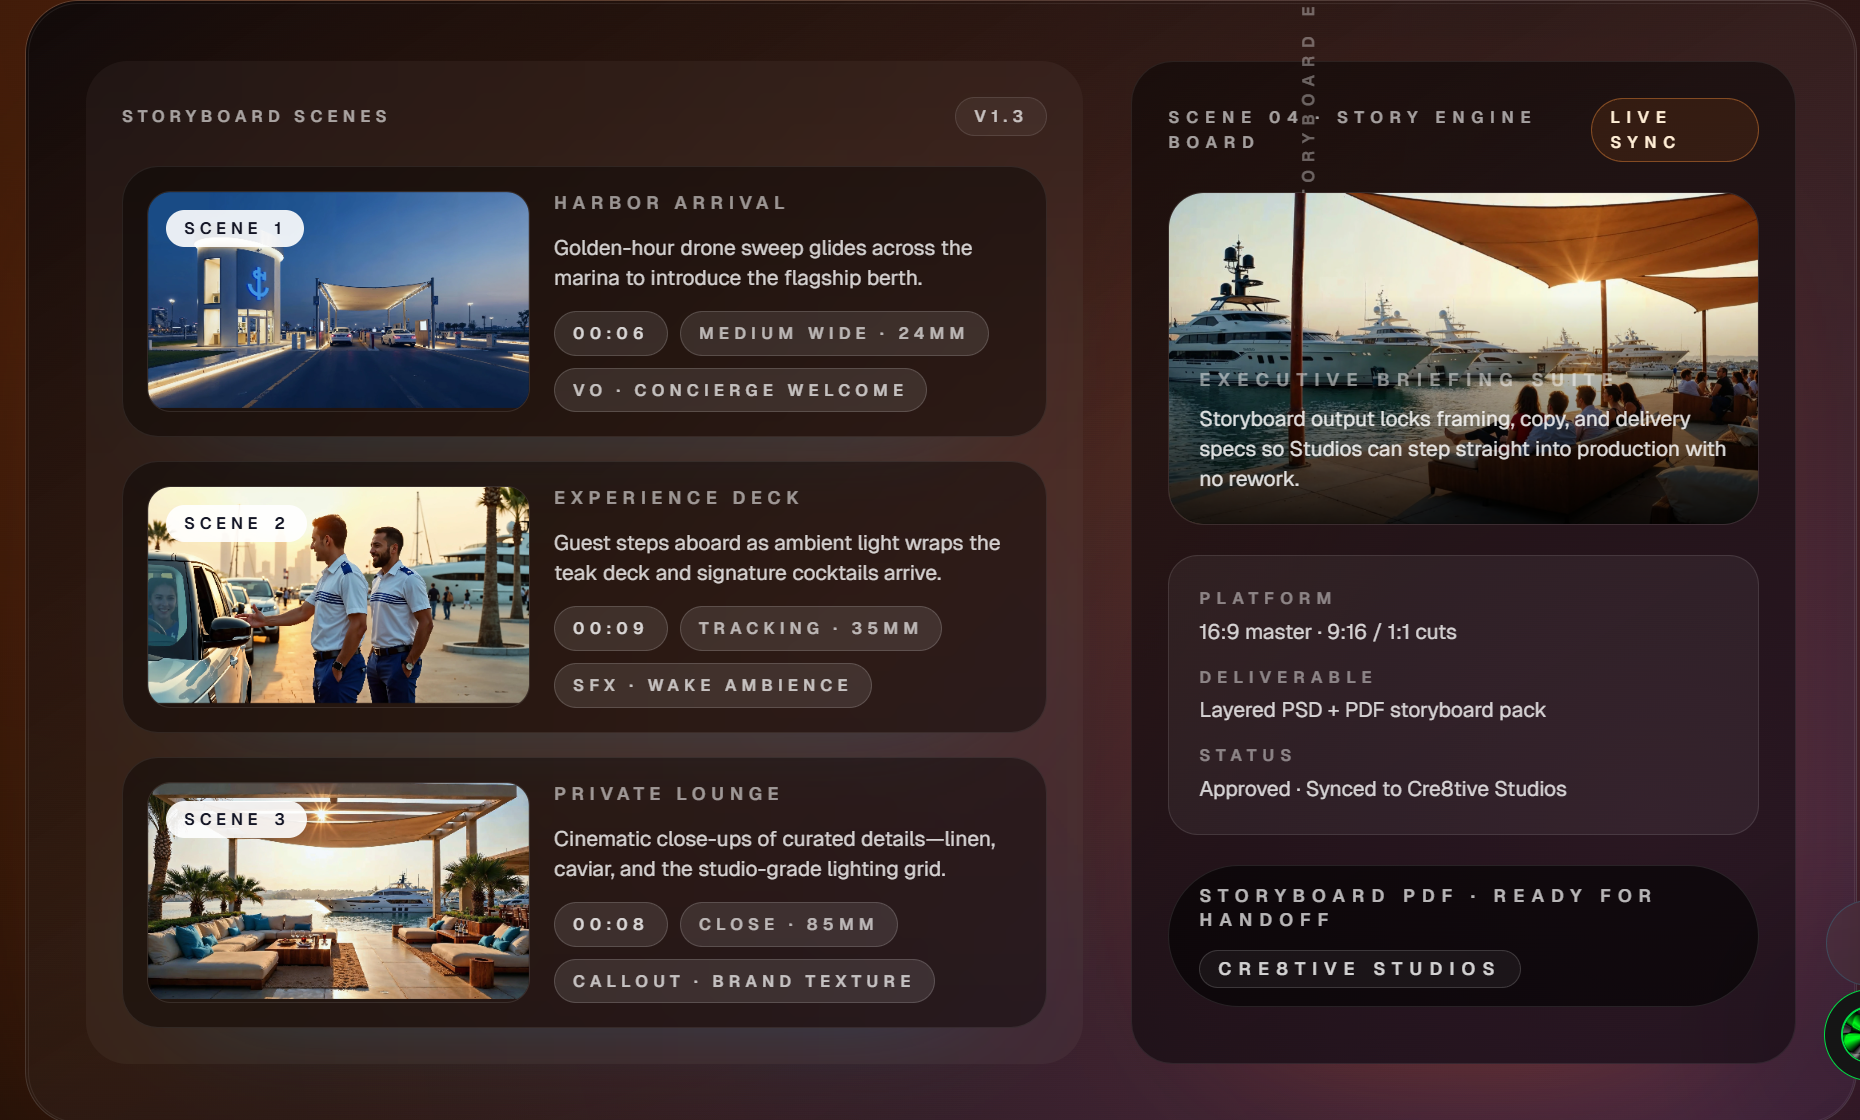 STORYBOARD SCENES
V1.3
SCENE 1
HARBOR ARRIVAL
Golden-hour drone sweep glides across the
marina to introduce the flagship berth.
00:06
MEDIUM WIDE · 24MM
VO · CONCIERGE WELCOME
SCENE 2
EXPERIENCE DECK
Guest steps aboard as ambient light wraps the
teak deck and signature cocktails arrive.
00:09
TRACKING · 35MM
SFX · WAKE AMBIENCE
SCENE 3
PRIVATE LOUNGE
Cinematic close-ups of curated details—linen,
caviar, and the studio-grade lighting grid.
00:08
CLOSE · 85MM
CALLOUT · BRAND TEXTURE
ORYBOARD E
SCENE 04 · STORY ENGINE
BOARD
LIVE
SYNC
EXECUTIVE BRIEFING SUITE
Storyboard output locks framing, copy, and delivery
specs so Studios can step straight into production with
no rework.
PLATFORM
16:9 master · 9:16 / 1:1 cuts
DELIVERABLE
Layered PSD + PDF storyboard pack
STATUS
Approved · Synced to Cre8tive Studios
STORYBOARD PDF · READY FOR
HANDOFF
CRE8TIVE STUDIOS